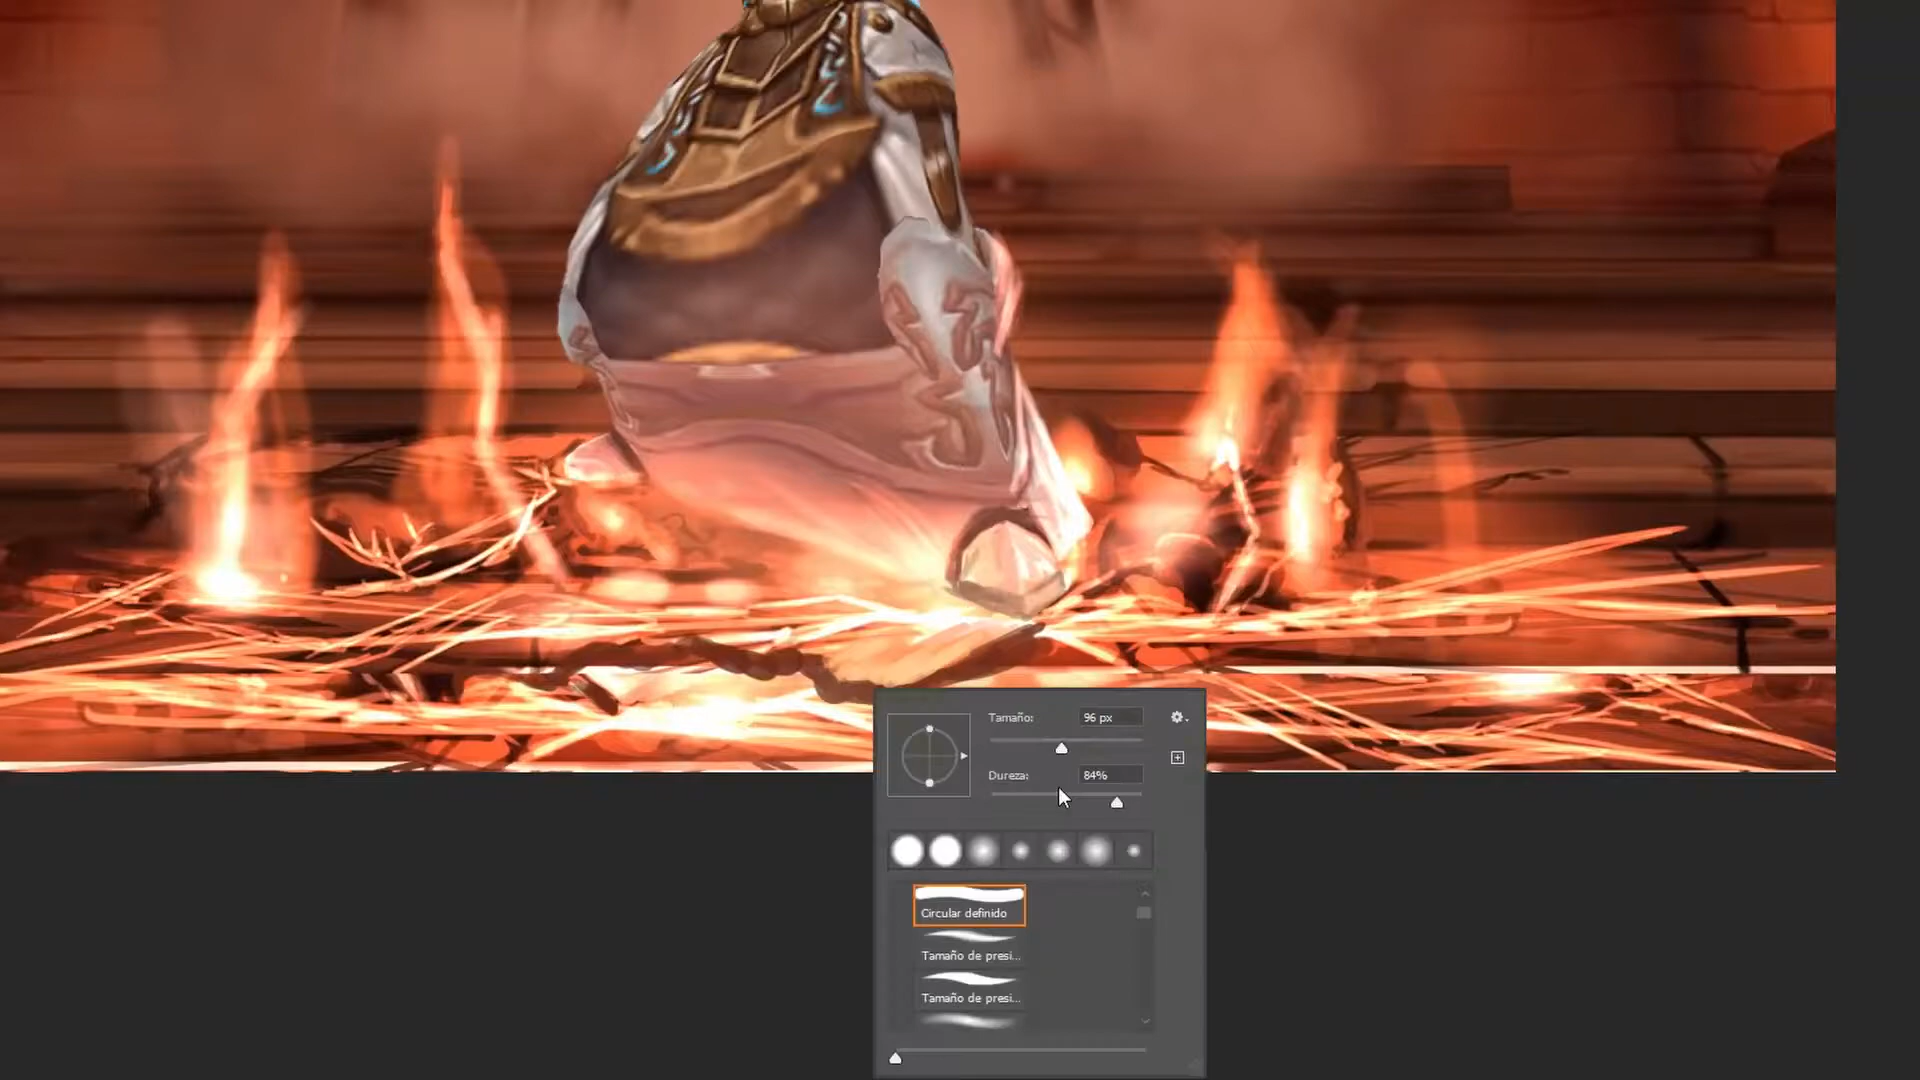 Tamaño: 96 px
Dureza: 84%
Circular definido
Tamaño de presi...
Tamaño de presi...